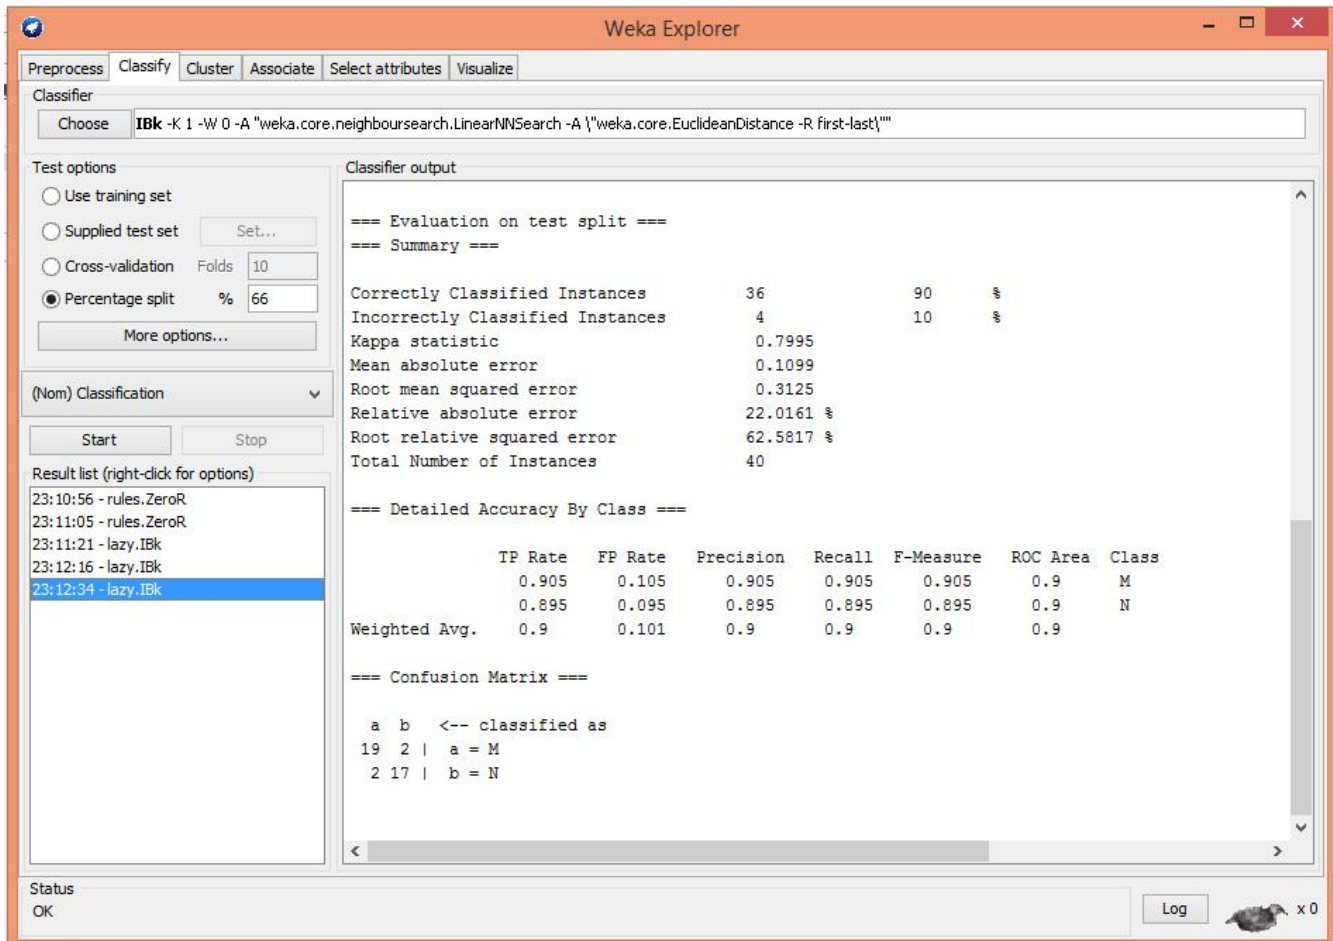 Weka Explorer
Preprocess Classify Cluster Associate Select attributes Visualize
Classifier
Choose IBk -K 1 -W 0 -A "weka.core.neighboursearch.LinearNNSearch -A \"weka.core.EuclideanDistance -R first-last\""
Test options
Use training set
Supplied test set Set...
Cross-validation Folds 10
Percentage split % 66
More options...
(Nom) Classification
Start Stop
Result list (right-click for options)
23:10:56 - rules.ZeroR
23:11:05 - rules.ZeroR
23:11:21 - lazy.IBk
23:12:16 - lazy.IBk
23:12:34 - lazy.IBk
Classifier output
=== Evaluation on test split ===
=== Summary ===
Correctly Classified Instances 36 90 %
Incorrectly Classified Instances 4 10 %
Kappa statistic 0.7995
Mean absolute error 0.1099
Root mean squared error 0.3125
Relative absolute error 22.0161 %
Root relative squared error 62.5817 %
Total Number of Instances 40
=== Detailed Accuracy By Class ===
TP Rate FP Rate Precision Recall F-Measure ROC Area Class
0.905 0.105 0.905 0.905 0.905 0.9 M
0.895 0.095 0.895 0.895 0.895 0.9 N
Weighted Avg. 0.9 0.101 0.9 0.9 0.9 0.9
=== Confusion Matrix ===
a b <-- classified as
19 2 | a = M
2 17 | b = N
Status
OK
Log x 0